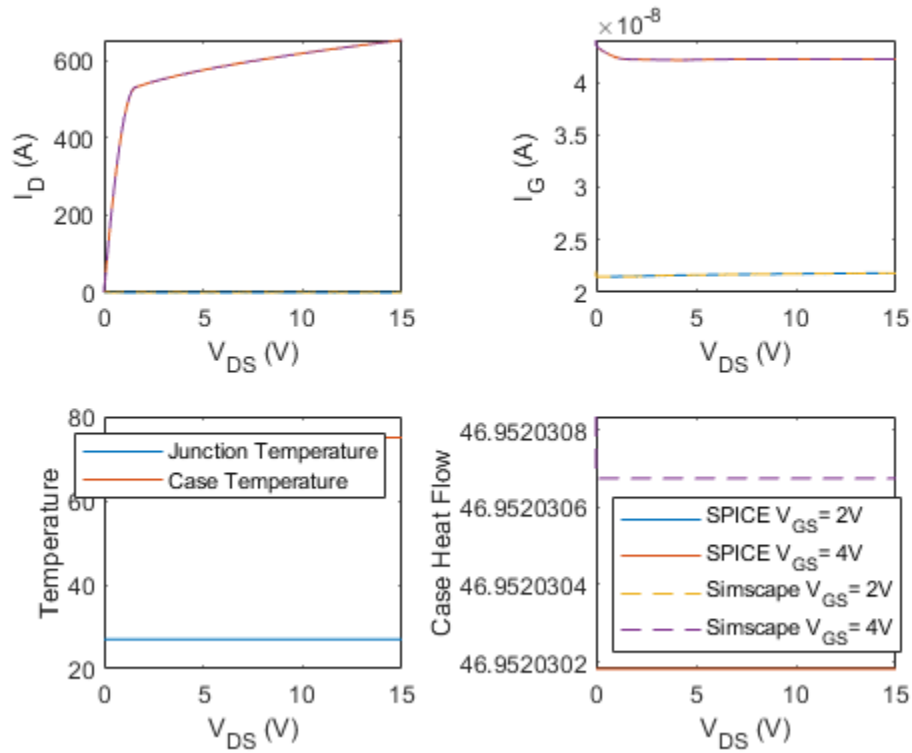 600
400
200
0
I_D (A)
0 5 10 15
V_DS (V)
×10^-8
4
3.5
3
2.5
2
I_G (A)
0 5 10 15
V_DS (V)
80
60
40
20
Temperature
Junction Temperature
Case Temperature
0 5 10 15
V_DS (V)
46.9520308
46.9520306
46.9520304
46.9520302
Case Heat Flow
SPICE V_GS= 2V
SPICE V_GS= 4V
Simscape V_GS= 2V
Simscape V_GS= 4V
0 5 10 15
V_DS (V)